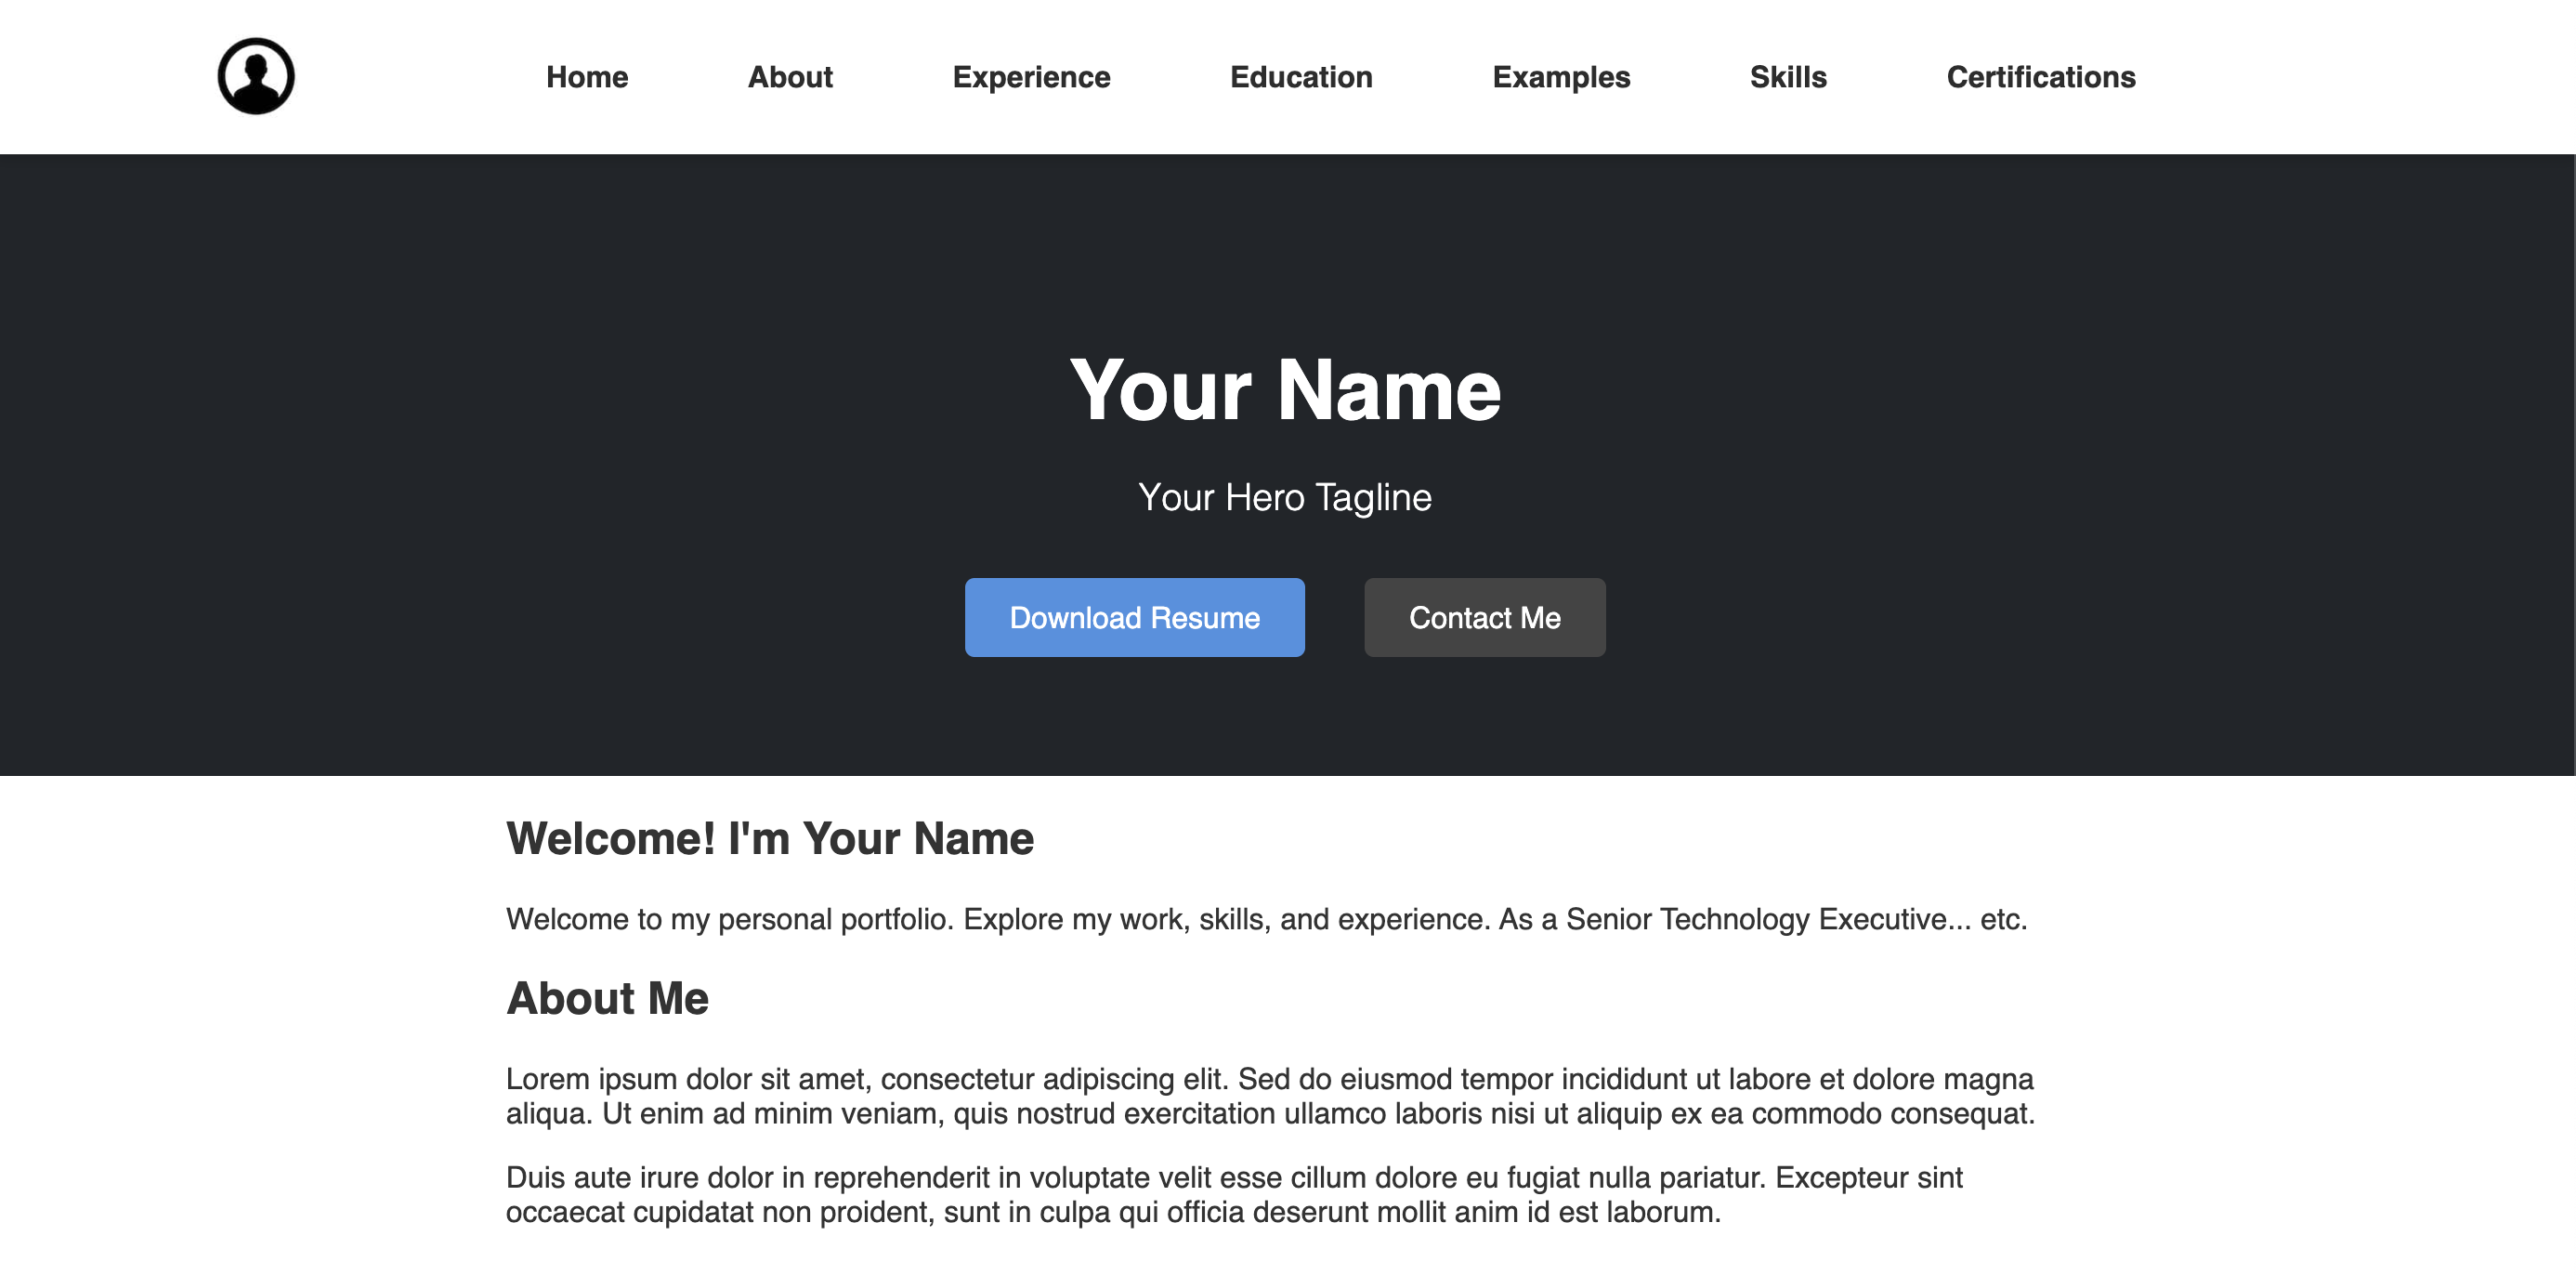 Home About Experience Education Examples Skills Certifications
Your Name
Your Hero Tagline
Download Resume Contact Me
Welcome! I'm Your Name
Welcome to my personal portfolio. Explore my work, skills, and experience. As a Senior Technology Executive... etc.
About Me
Lorem ipsum dolor sit amet, consectetur adipiscing elit. Sed do eiusmod tempor incididunt ut labore et dolore magna
aliqua. Ut enim ad minim veniam, quis nostrud exercitation ullamco laboris nisi ut aliquip ex ea commodo consequat.
Duis aute irure dolor in reprehenderit in voluptate velit esse cillum dolore eu fugiat nulla pariatur. Excepteur sint
occaecat cupidatat non proident, sunt in culpa qui officia deserunt mollit anim id est laborum.